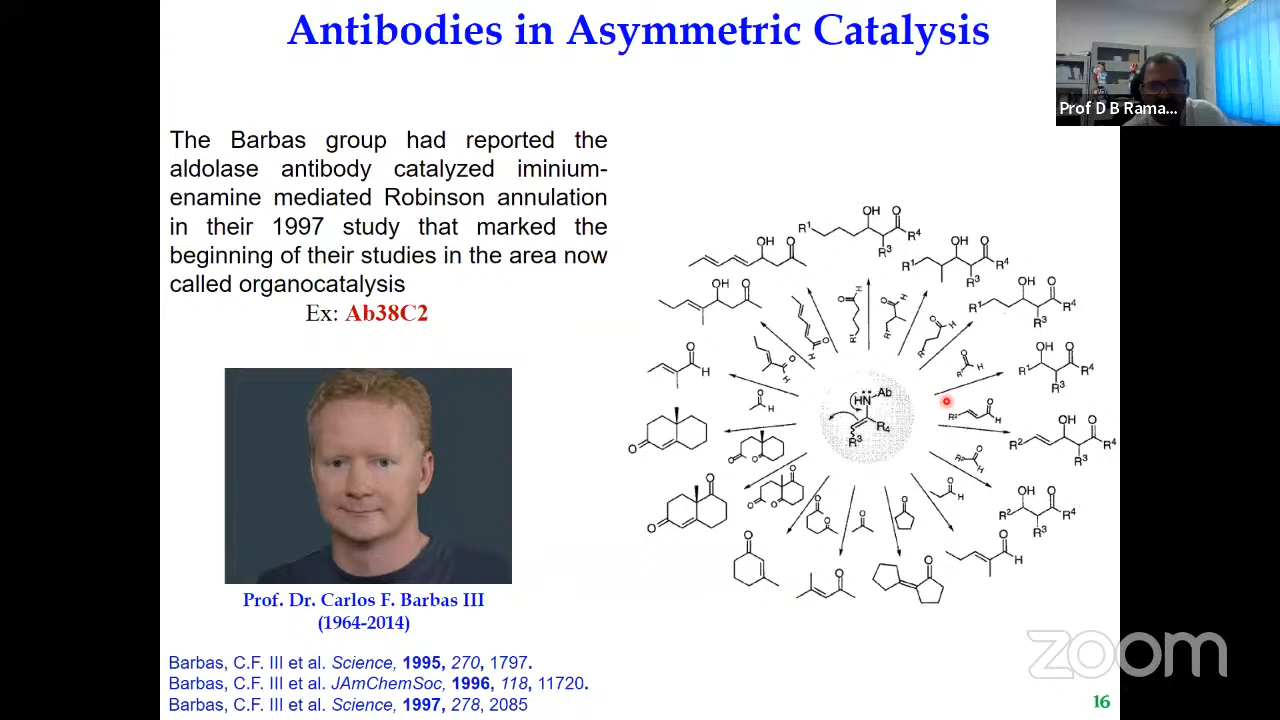 Antibodies in Asymmetric Catalysis
Prof D B Rama...
The Barbas group had reported the
aldolase antibody catalyzed iminium-
enamine mediated Robinson annulation
in their 1997 study that marked the
beginning of their studies in the area now
called organocatalysis
Ex: Ab38C2
Prof. Dr. Carlos F. Barbas III
(1964-2014)
Barbas, C.F. III et al. Science, 1995, 270, 1797.
Barbas, C.F. III et al. JAmChemSoc, 1996, 118, 11720.
Barbas, C.F. III et al. Science, 1997, 278, 2085
zoom
16